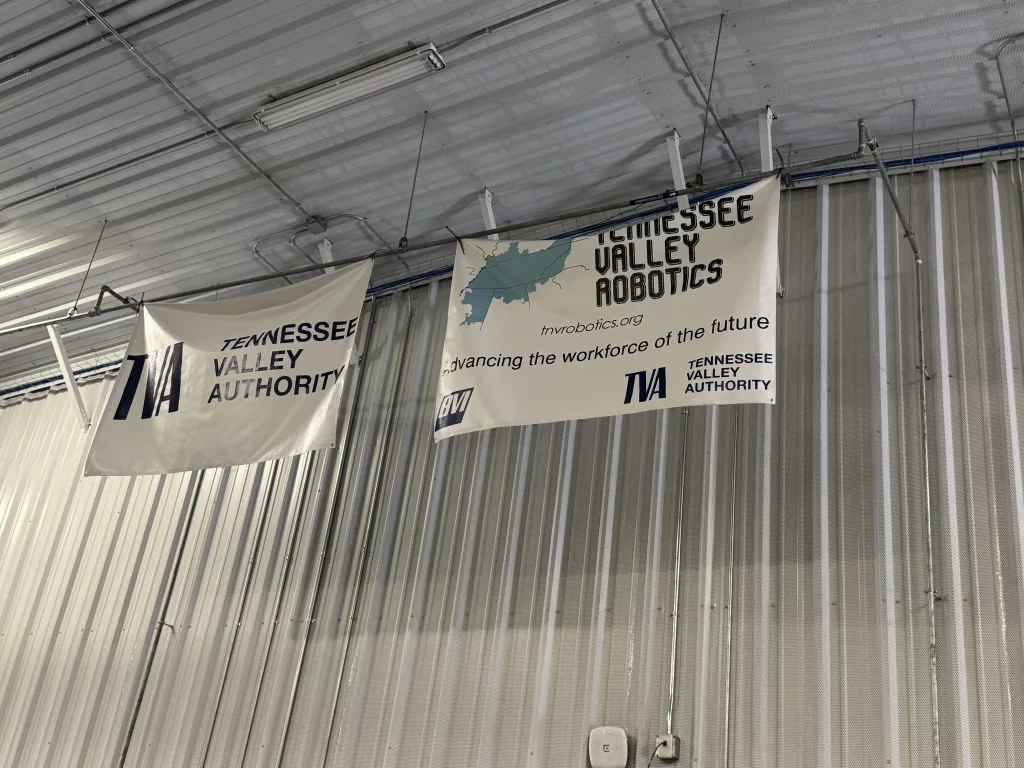 TVA
TENNESSEE
VALLEY
AUTHORITY
TENNESSEE
VALLEY
ROBOTICS
tnvrobotics.org
advancing the workforce of the future
BVI
TVA
TENNESSEE
VALLEY
AUTHORITY